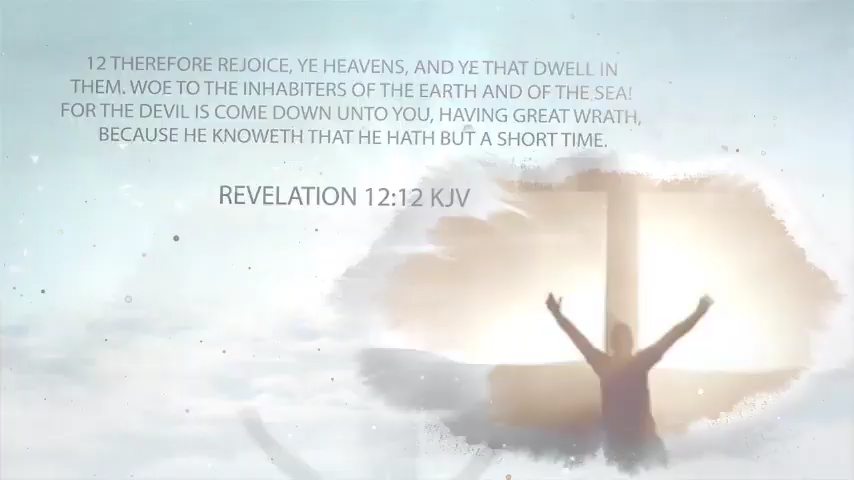 12 THEREFORE REJOICE, YE HEAVENS, AND YE THAT DWELL IN
THEM. WOE TO THE INHABITERS OF THE EARTH AND OF THE SEA!
FOR THE DEVIL IS COME DOWN UNTO YOU, HAVING GREAT WRATH,
BECAUSE HE KNOWETH THAT HE HATH BUT A SHORT TIME.
REVELATION 12:12 KJV